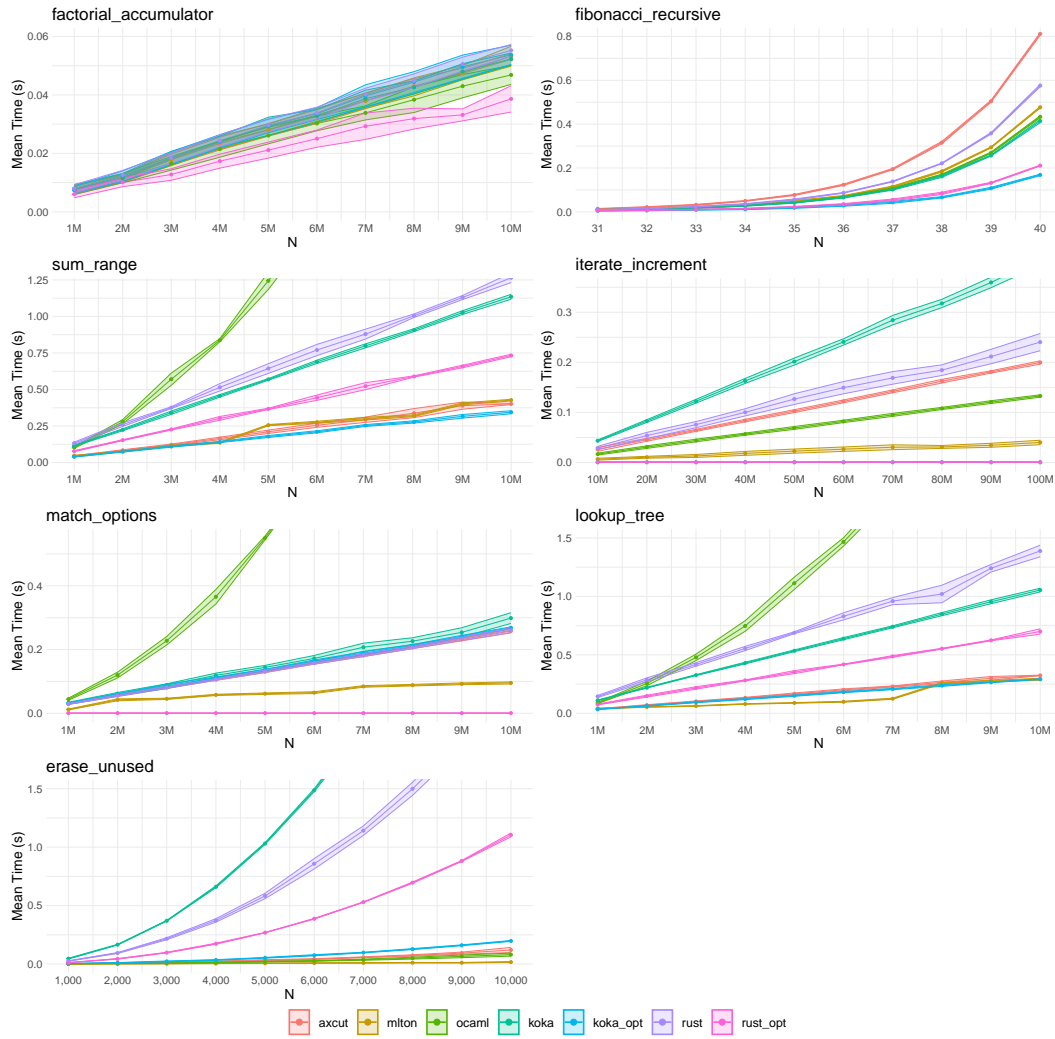 factorial_accumulator
Mean Time (s)
0.06
0.04
0.02
0.00
1M 2M 3M 4M 5M 6M 7M 8M 9M 10M
N
fibonacci_recursive
Mean Time (s)
0.8
0.6
0.4
0.2
0.0
31 32 33 34 35 36 37 38 39 40
N
sum_range
Mean Time (s)
1.25
1.00
0.75
0.50
0.25
0.00
1M 2M 3M 4M 5M 6M 7M 8M 9M 10M
N
iterate_increment
Mean Time (s)
0.3
0.2
0.1
0.0
10M 20M 30M 40M 50M 60M 70M 80M 90M 100M
N
match_options
Mean Time (s)
0.4
0.2
0.0
1M 2M 3M 4M 5M 6M 7M 8M 9M 10M
N
lookup_tree
Mean Time (s)
1.5
1.0
0.5
0.0
1M 2M 3M 4M 5M 6M 7M 8M 9M 10M
N
erase_unused
Mean Time (s)
1.5
1.0
0.5
0.0
1,000 2,000 3,000 4,000 5,000 6,000 7,000 8,000 9,000 10,000
N
axcut mlton ocaml koka koka_opt rust rust_opt